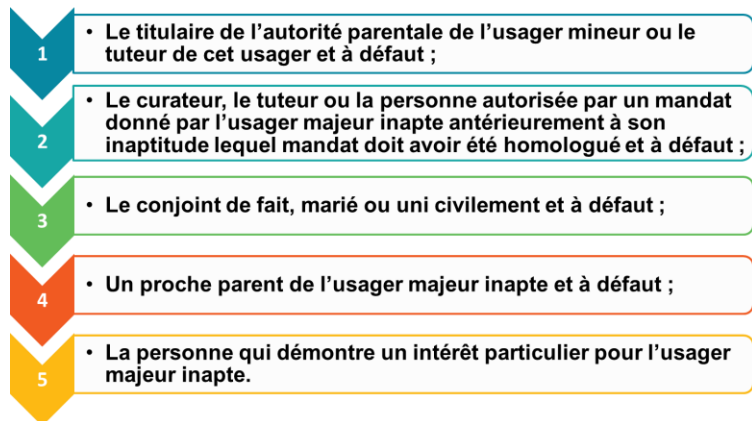 1
• Le titulaire de l’autorité parentale de l’usager mineur ou le
tuteur de cet usager et à défaut ;
2
• Le curateur, le tuteur ou la personne autorisée par un mandat
donné par l’usager majeur inapte antérieurement à son
inaptitude lequel mandat doit avoir été homologué et à défaut ;
3
• Le conjoint de fait, marié ou uni civilement et à défaut ;
4
• Un proche parent de l’usager majeur inapte et à défaut ;
5
• La personne qui démontre un intérêt particulier pour l’usager
majeur inapte.